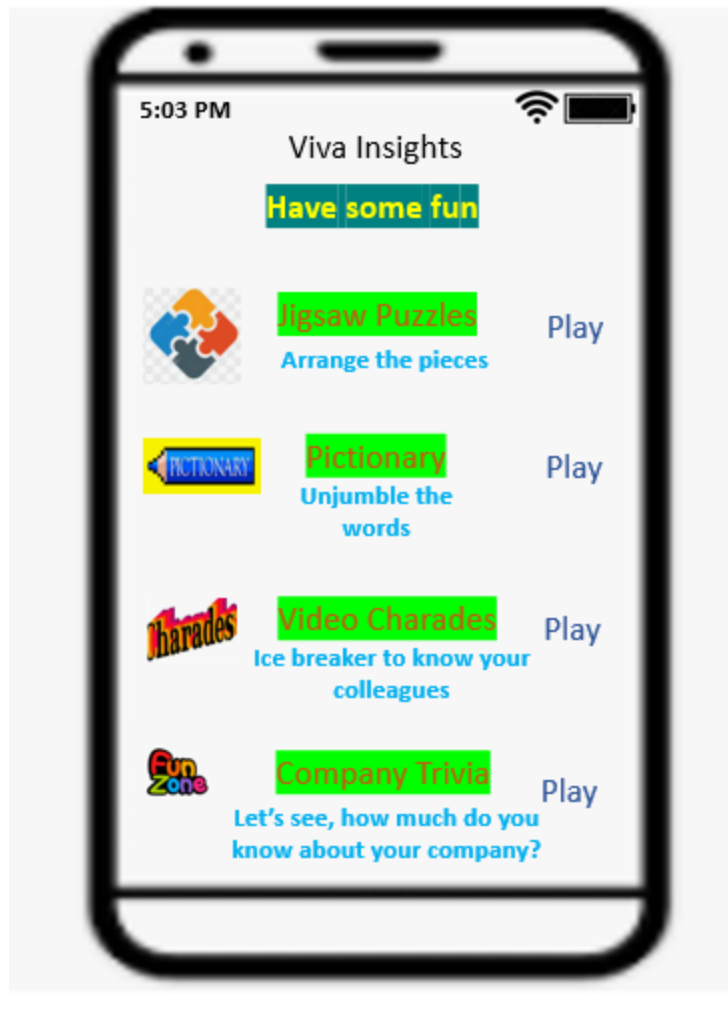 5:03 PM
Viva Insights
Have some fun
Jigsaw Puzzles
Play
Arrange the pieces
PICTIONARY
Pictionary
Play
Unjumble the
words
Charades
Video Charades
Play
Ice breaker to know your
colleagues
Fun
Zone
Company Trivia
Play
Let's see, how much do you
know about your company?